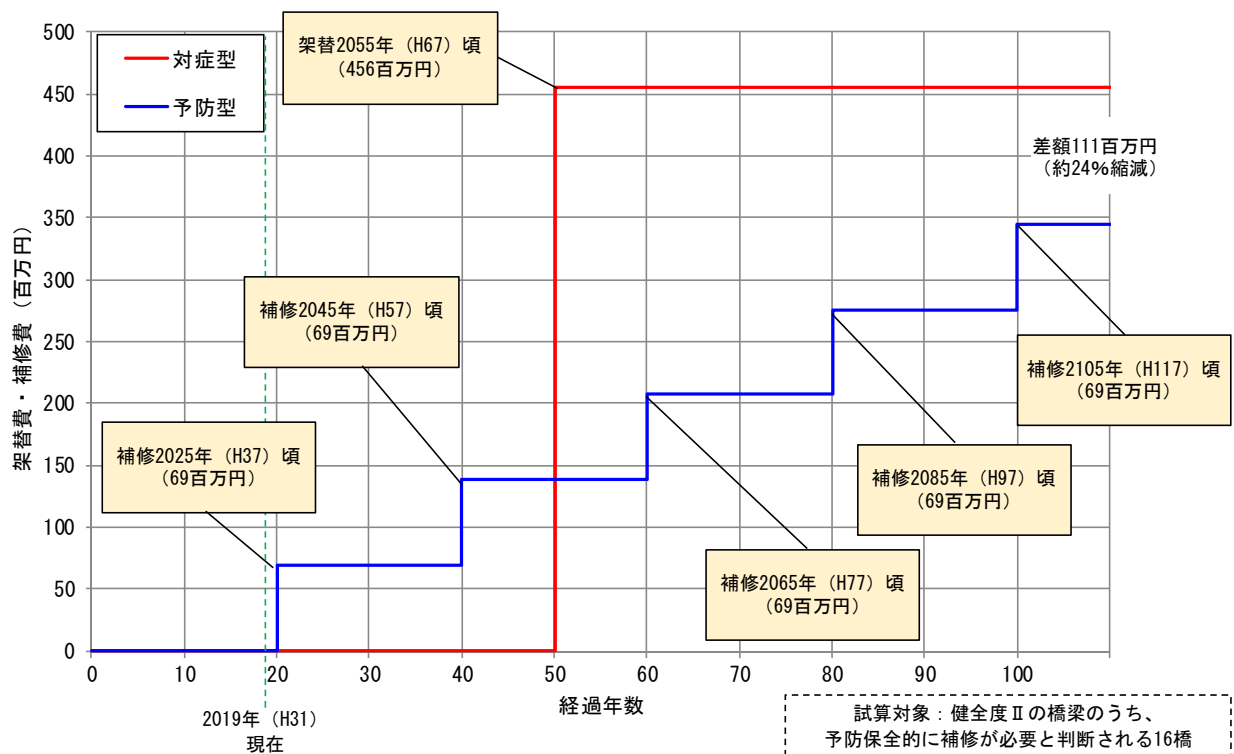 架替費・補修費（百万円）
500
450
400
350
300
250
200
150
100
50
0
対症型
予防型
架替2055年（H67）頃
（456百万円）
差額111百万円
（約24%縮減）
補修2045年（H57）頃
（69百万円）
補修2025年（H37）頃
（69百万円）
補修2105年（H117）頃
（69百万円）
補修2085年（H97）頃
（69百万円）
補修2065年（H77）頃
（69百万円）
0 10 20 30 40 50 60 70 80 90 100
経過年数
2019年（H31）
現在
試算対象：健全度Ⅱの橋梁のうち、
予防保全的に補修が必要と判断される16橋